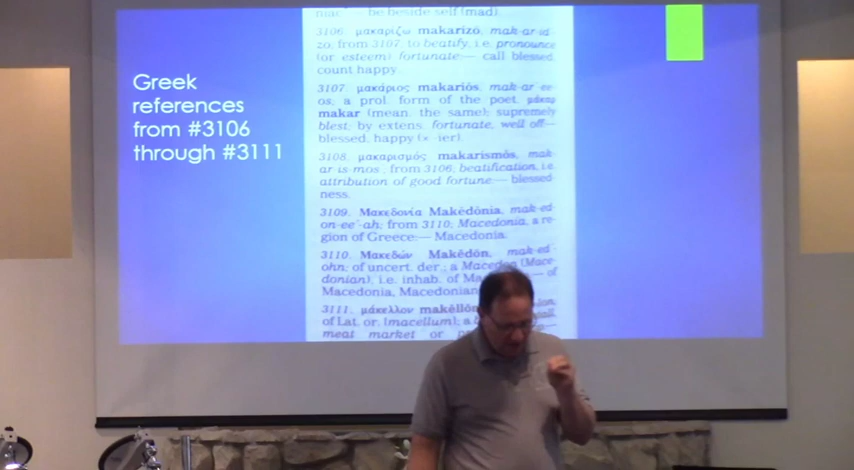 Greek
references
from #3106
through #3111
be beside self (mad).
3106. μακαρίζω makarizō, mak-ar-id-
zo; from 3107; to beatify, i.e. pronounce
(or esteem) fortunate:— call blessed,
count happy.
3107. μακάριος makariŏs, mak-ar-ee-
os; a prol. form of the poet. μάκαρ
makar (mean. the same); supremely
blest; by extens. fortunate, well off:—
blessed, happy (× -ier).
3108. μακαρισμός makarismŏs, mak-
ar-is-mos; from 3106; beatification, i.e.
attribution of good fortune:— blessed-
ness.
3109. Μακεδονία Makĕdŏnia, mak-ed-
on-ee'-ah; from 3110; Macedonia, a re-
gion of Greece:— Macedonia.
3110. Μακεδών Makĕdōn, mak-ed-
ohn; of uncert. der.; a Macedon (Mace-
donian), i.e. inhab. of — of
Macedonia, Macedonian
3111. μάκελλον
of Lat. or. [macellum]; a
meat market or